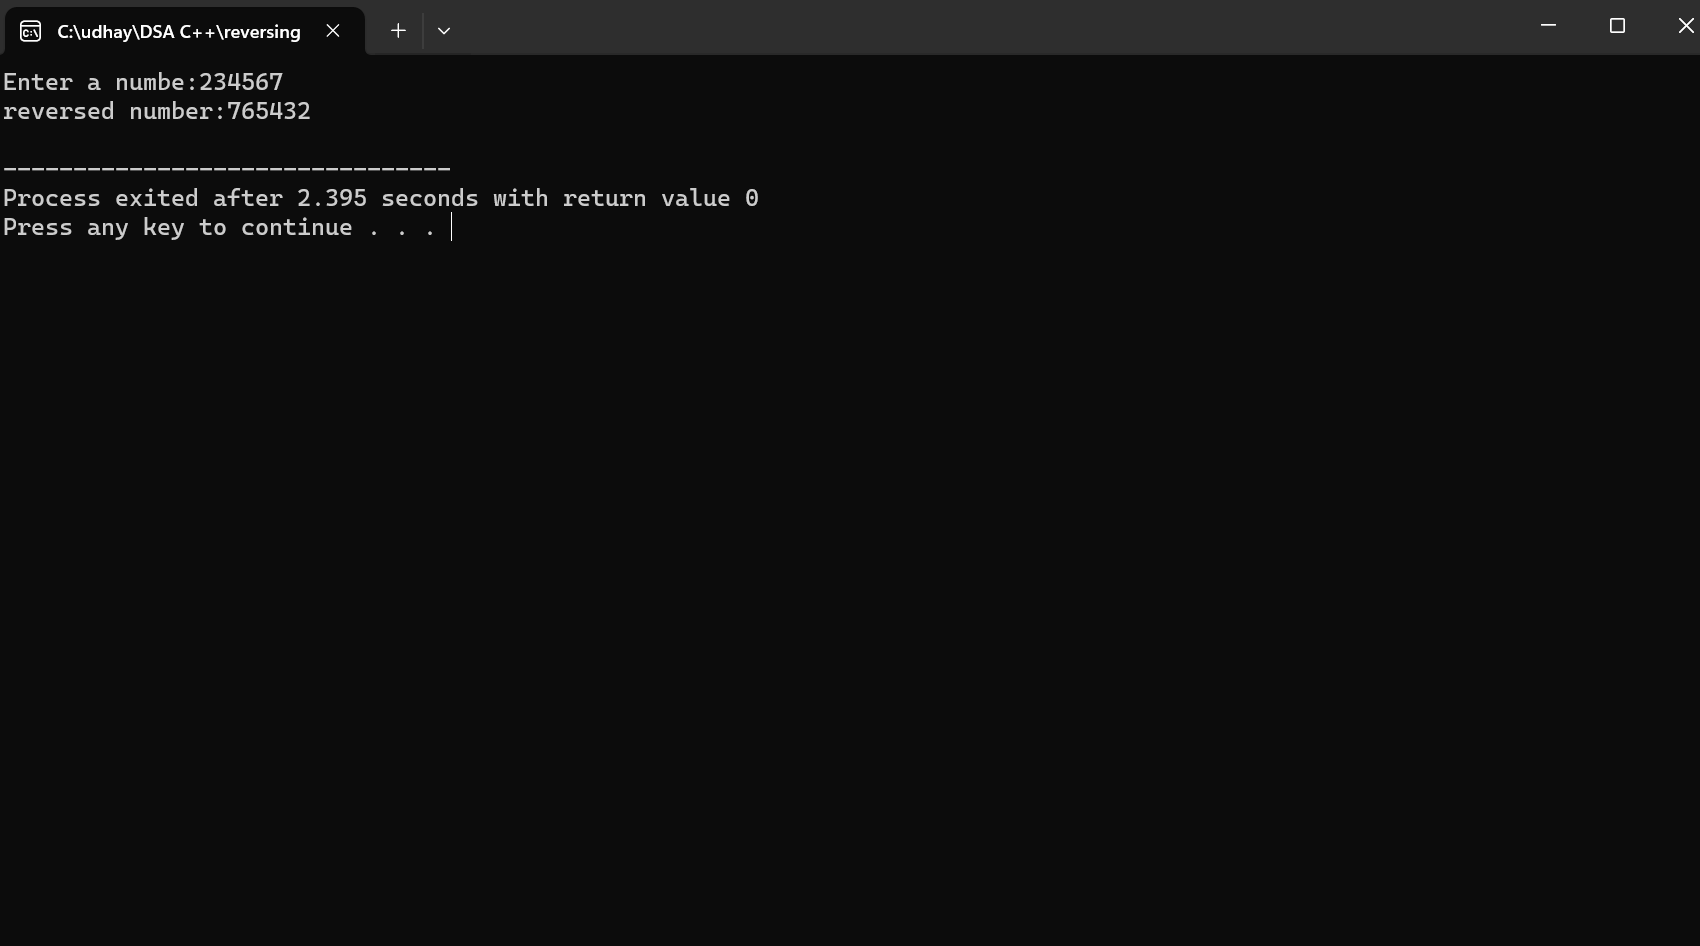 C:\udhay\DSA C++\reversing
Enter a numbe:234567
reversed number:765432
--------------------------------
Process exited after 2.395 seconds with return value 0
Press any key to continue . . .